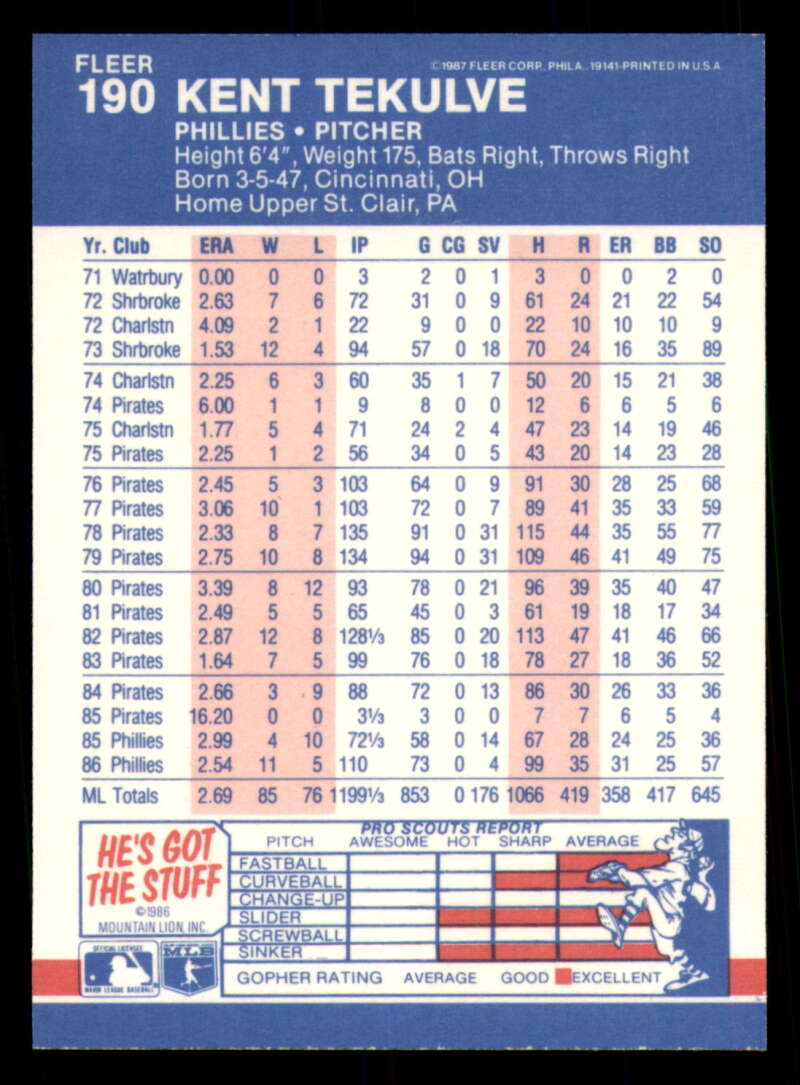 FLEER ©1987 FLEER CORP., PHILA., 19141-PRINTED IN U.S.A.
190 KENT TEKULVE
PHILLIES • PITCHER
Height 6'4", Weight 175, Bats Right, Throws Right
Born 3-5-47, Cincinnati, OH
Home Upper St. Clair, PA
Yr. Club ERA W L IP G CG SV H R ER BB SO
71 Watrbury 0.00 0 0 3 2 0 1 3 0 0 2 0
72 Shrbroke 2.63 7 6 72 31 0 9 61 24 21 22 54
72 Charlstn 4.09 2 1 22 9 0 0 22 10 10 10 9
73 Shrbroke 1.53 12 4 94 57 0 18 70 24 16 35 89
74 Charlstn 2.25 6 3 60 35 1 7 50 20 15 21 38
74 Pirates 6.00 1 1 9 8 0 0 12 6 6 5 6
75 Charlstn 1.77 5 4 71 24 2 4 47 23 14 19 46
75 Pirates 2.25 1 2 56 34 0 5 43 20 14 23 28
76 Pirates 2.45 5 3 103 64 0 9 91 30 28 25 68
77 Pirates 3.06 10 1 103 72 0 7 89 41 35 33 59
78 Pirates 2.33 8 7 135 91 0 31 115 44 35 55 77
79 Pirates 2.75 10 8 134 94 0 31 109 46 41 49 75
80 Pirates 3.39 8 12 93 78 0 21 96 39 35 40 47
81 Pirates 2.49 5 5 65 45 0 3 61 19 18 17 34
82 Pirates 2.87 12 8 128⅓ 85 0 20 113 47 41 46 66
83 Pirates 1.64 7 5 99 76 0 18 78 27 18 36 52
84 Pirates 2.66 3 9 88 72 0 13 86 30 26 33 36
85 Pirates 16.20 0 0 3⅓ 3 0 0 7 7 6 5 4
85 Phillies 2.99 4 10 72⅓ 58 0 14 67 28 24 25 36
86 Phillies 2.54 11 5 110 73 0 4 99 35 31 25 57
ML Totals 2.69 85 76 1199⅓ 853 0 176 1066 419 358 417 645
HE'S GOT
THE STUFF
©1986
MOUNTAIN LION, INC.
OFFICIAL LICENSEE
MAJOR LEAGUE BASEBALL
MLB
PRO SCOUTS REPORT
PITCH AWESOME HOT SHARP AVERAGE
FASTBALL
CURVEBALL
CHANGE-UP
SLIDER
SCREWBALL
SINKER
GOPHER RATING AVERAGE GOOD EXCELLENT